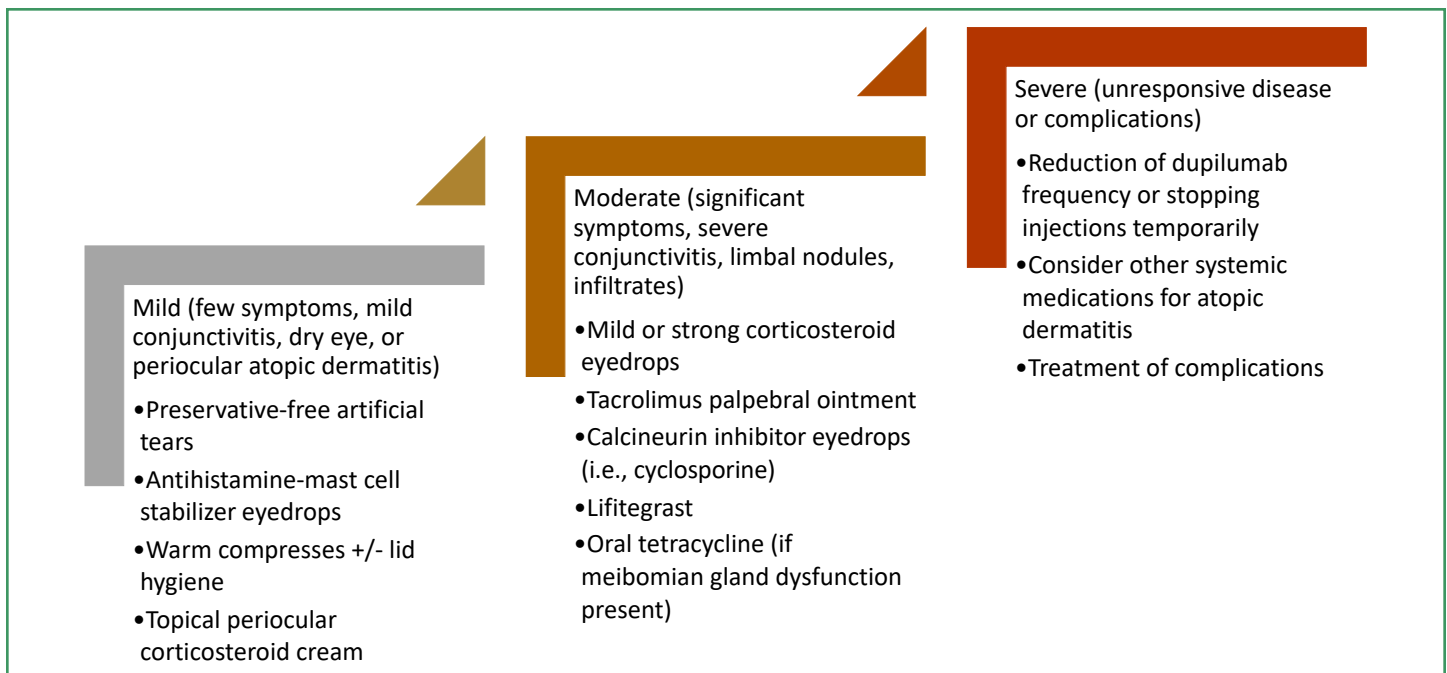 Mild (few symptoms, mild
conjunctivitis, dry eye, or
periocular atopic dermatitis)
•Preservative-free artificial
tears
•Antihistamine-mast cell
stabilizer eyedrops
•Warm compresses +/- lid
hygiene
•Topical periocular
corticosteroid cream
Moderate (significant
symptoms, severe
conjunctivitis, limbal nodules,
infiltrates)
•Mild or strong corticosteroid
eyedrops
•Tacrolimus palpebral ointment
•Calcineurin inhibitor eyedrops
(i.e., cyclosporine)
•Lifitegrast
•Oral tetracycline (if
meibomian gland dysfunction
present)
Severe (unresponsive disease
or complications)
•Reduction of dupilumab
frequency or stopping
injections temporarily
•Consider other systemic
medications for atopic
dermatitis
•Treatment of complications